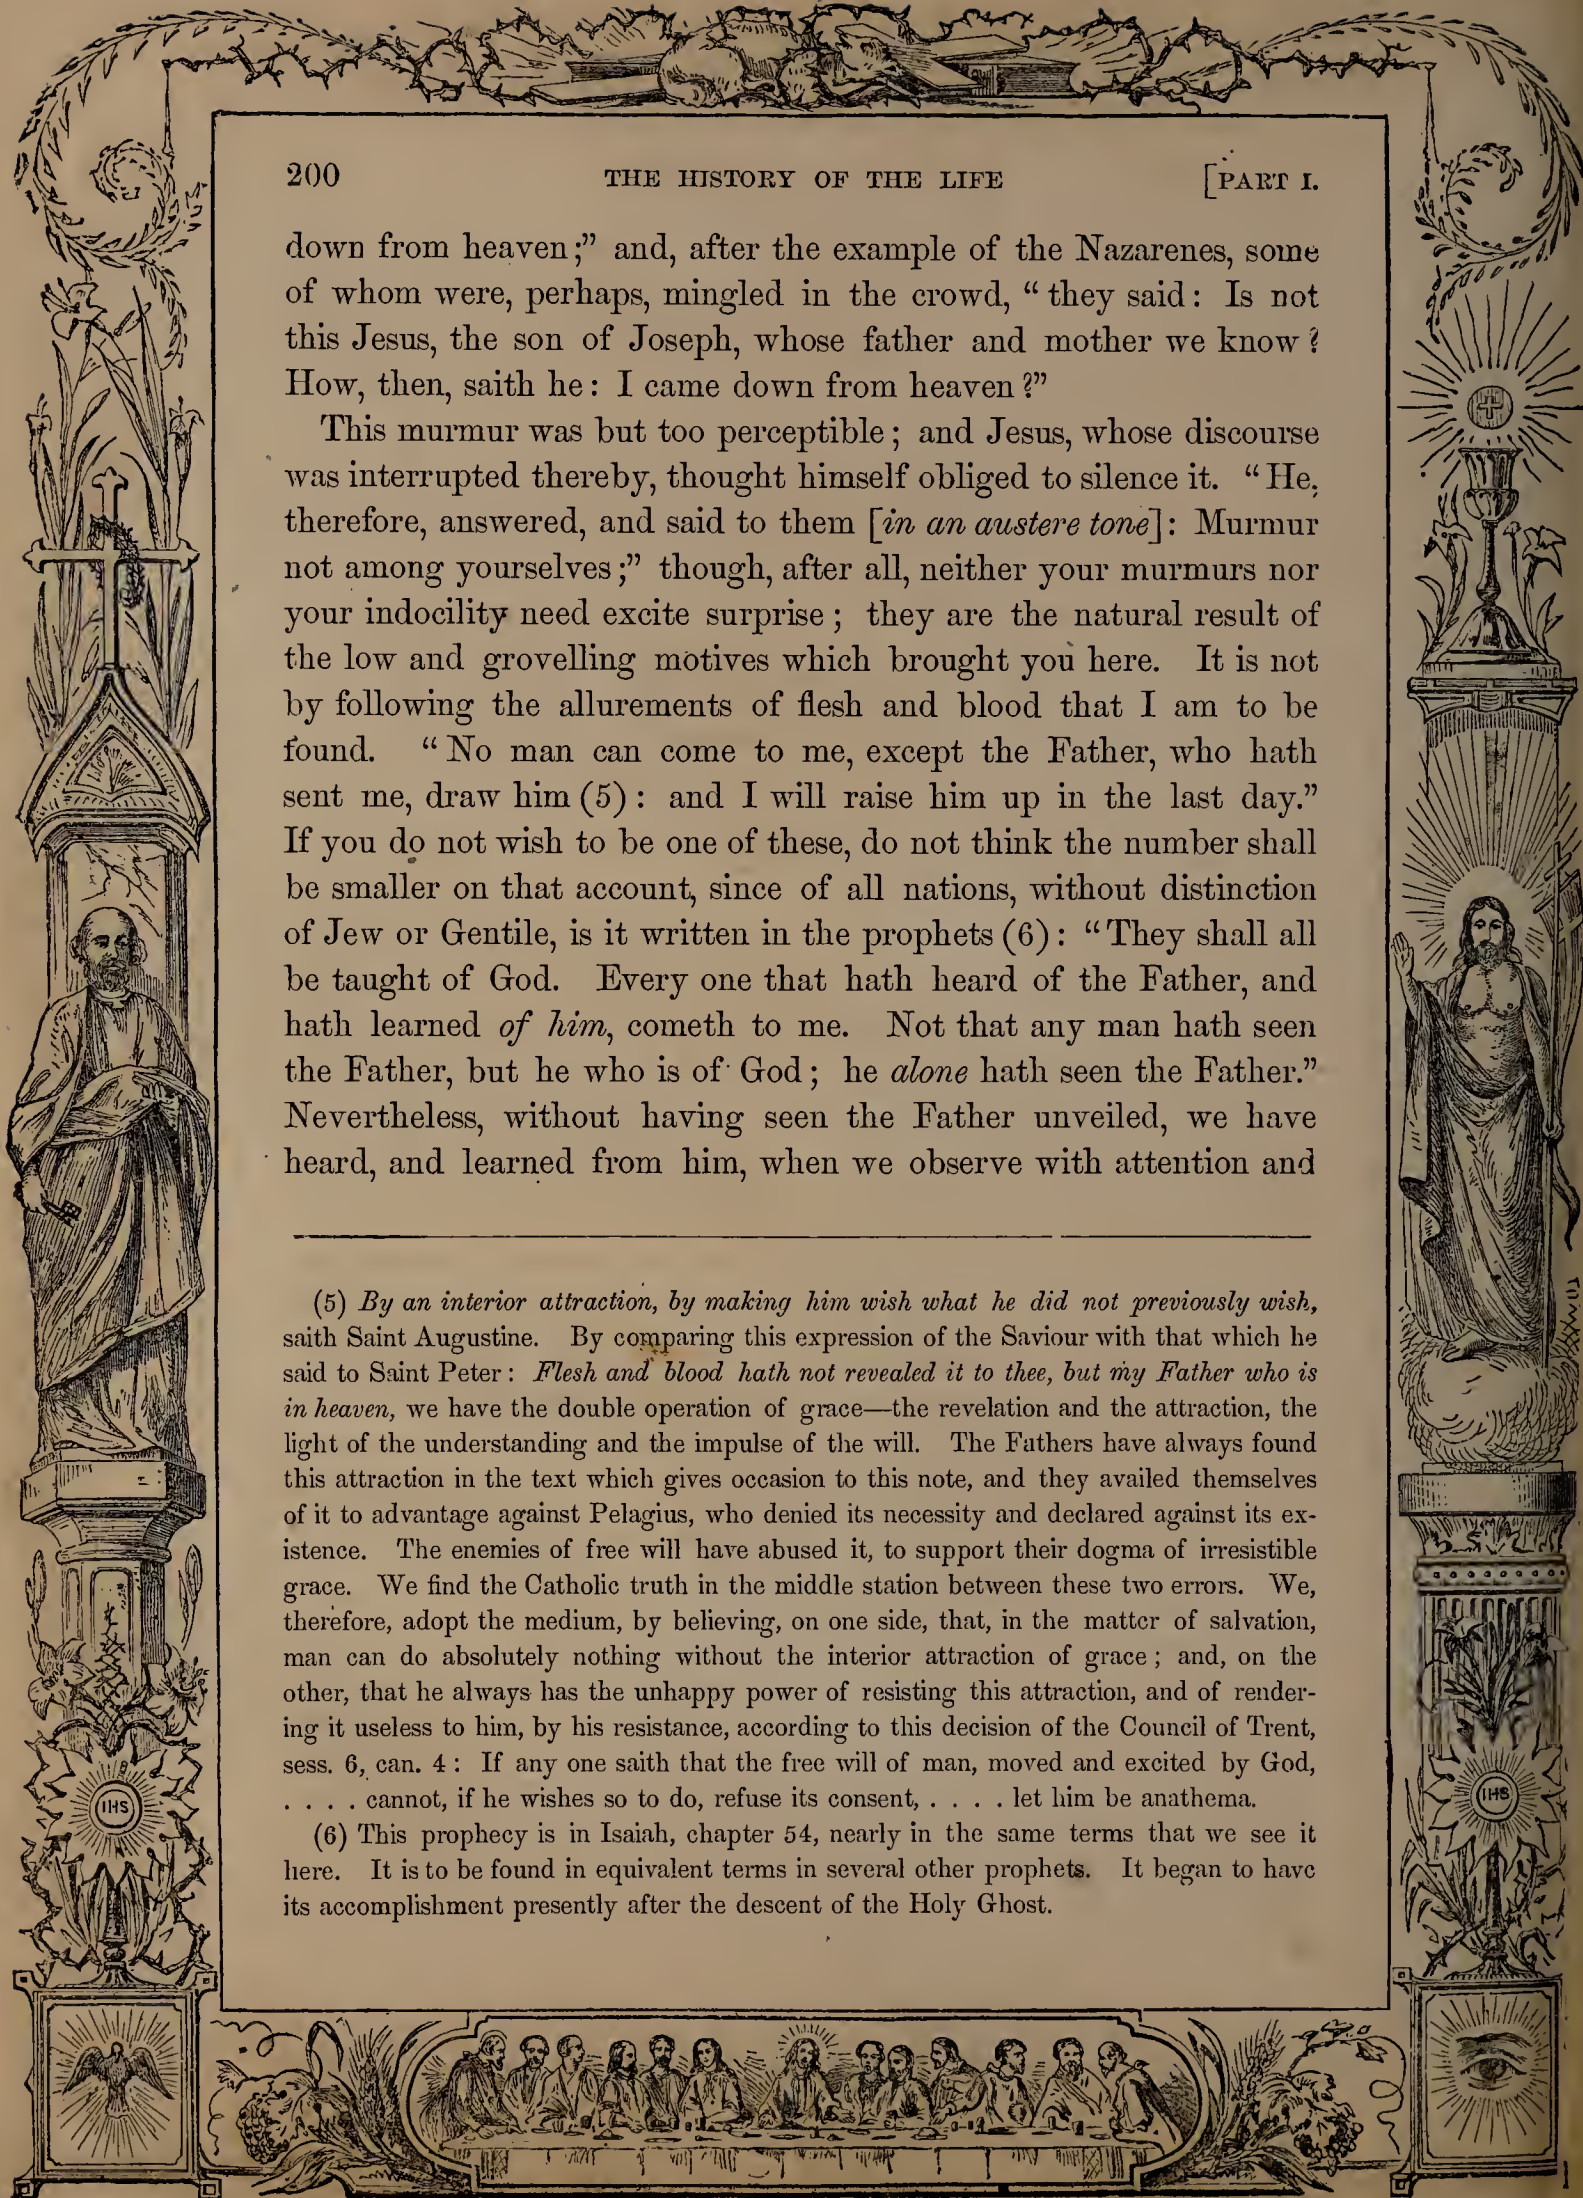 200 THE HISTORY OF THE LIFE [PART I.
down from heaven;” and, after the example of the Nazarenes, some
of whom were, perhaps, mingled in the crowd, “they said: Is not
this Jesus, the son of Joseph, whose father and mother we know?
How, then, saith he: I came down from heaven?”
This murmur was but too perceptible; and Jesus, whose discourse
was interrupted thereby, thought himself obliged to silence it. “He,
therefore, answered, and said to them [in an austere tone]: Murmur
not among yourselves;” though, after all, neither your murmurs nor
your indocility need excite surprise; they are the natural result of
the low and grovelling motives which brought you here. It is not
by following the allurements of flesh and blood that I am to be
found. “No man can come to me, except the Father, who hath
sent me, draw him (5): and I will raise him up in the last day.”
If you do not wish to be one of these, do not think the number shall
be smaller on that account, since of all nations, without distinction
of Jew or Gentile, is it written in the prophets (6): “They shall all
be taught of God. Every one that hath heard of the Father, and
hath learned of him, cometh to me. Not that any man hath seen
the Father, but he who is of God; he alone hath seen the Father.”
Nevertheless, without having seen the Father unveiled, we have
heard, and learned from him, when we observe with attention and
(5) By an interior attraction, by making him wish what he did not previously wish,
saith Saint Augustine. By comparing this expression of the Saviour with that which he
said to Saint Peter: Flesh and blood hath not revealed it to thee, but my Father who is
in heaven, we have the double operation of grace—the revelation and the attraction, the
light of the understanding and the impulse of the will. The Fathers have always found
this attraction in the text which gives occasion to this note, and they availed themselves
of it to advantage against Pelagius, who denied its necessity and declared against its ex-
istence. The enemies of free will have abused it, to support their dogma of irresistible
grace. We find the Catholic truth in the middle station between these two errors. We,
therefore, adopt the medium, by believing, on one side, that, in the matter of salvation,
man can do absolutely nothing without the interior attraction of grace; and, on the
other, that he always has the unhappy power of resisting this attraction, and of render-
ing it useless to him, by his resistance, according to this decision of the Council of Trent,
sess. 6, can. 4: If any one saith that the free will of man, moved and excited by God,
. . . . cannot, if he wishes so to do, refuse its consent, . . . . let him be anathema.
(6) This prophecy is in Isaiah, chapter 54, nearly in the same terms that we see it
here. It is to be found in equivalent terms in several other prophets. It began to have
its accomplishment presently after the descent of the Holy Ghost.
IHS
IHS